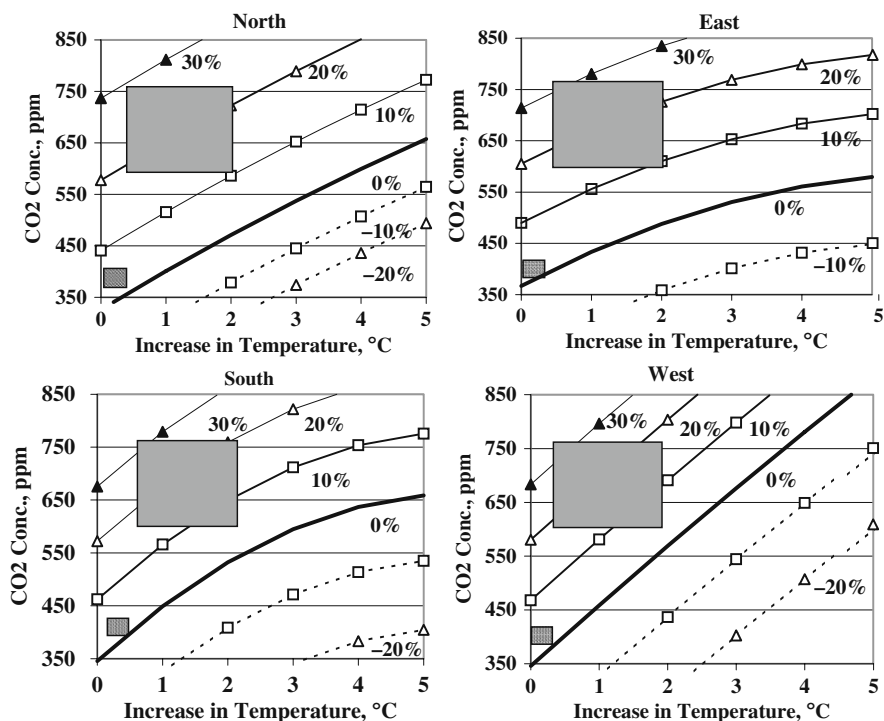 North
East
CO2 Conc., ppm
850
750
650
550
450
350
30%
20%
10%
0%
–10%
–20%
0 1 2 3 4 5
Increase in Temperature, °C
CO2 Conc., ppm
850
750
650
550
450
350
30%
20%
10%
0%
–10%
0 1 2 3 4 5
Increase in Temperature, °C
South
West
CO2 Conc., ppm
850
750
650
550
450
350
30%
20%
10%
0%
–20%
0 1 2 3 4 5
Increase in Temperature, °C
CO2 Conc., ppm
850
750
650
550
450
350
30%
20%
10%
0%
–20%
0 1 2 3 4 5
Increase in Temperature, °C